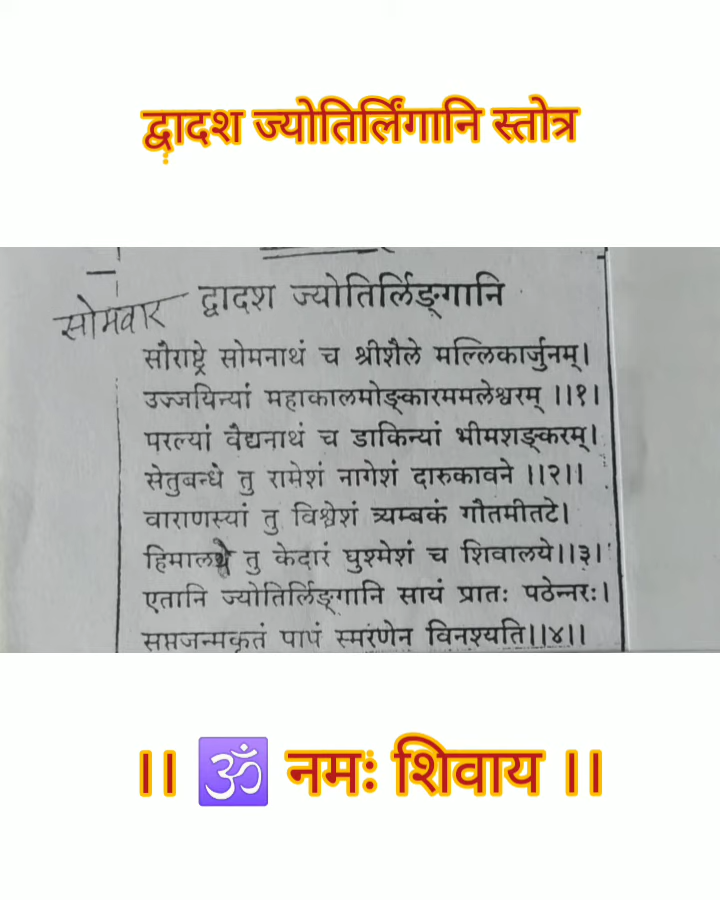 द्वादश ज्योतिर्लिंगानि स्तोत्र
सोमवार द्वादश ज्योतिर्लिङ्गानि
सौराष्ट्रे सोमनाथं च श्रीशैले मल्लिकार्जुनम्।
उज्जयिन्यां महाकालमोङ्कारममलेश्वरम् ।।१।
परल्यां वैद्यनाथं च डाकिन्यां भीमशङ्करम्।
सेतुबन्धे तु रामेशं नागेशं दारुकावने ।।२।।
वाराणस्यां तु विश्वेशं त्र्यम्बकं गौतमीतटे।
हिमालये तु केदारं घुश्मेशं च शिवालये।।३।
एतानि ज्योतिर्लिङ्गानि सायं प्रातः पठेन्नरः।
सप्तजन्मकृतं पापं स्मरणेन विनश्यति।।४।।
।। ॐ नमः शिवाय ।।